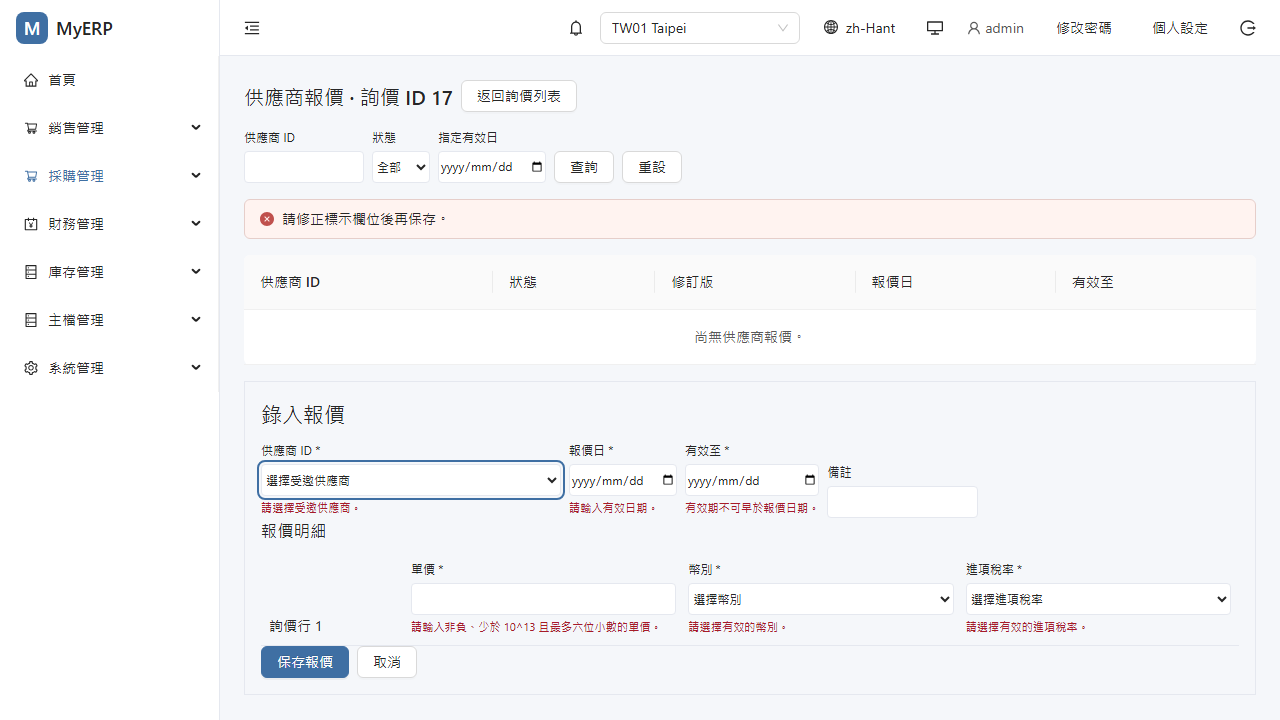 M MyERP
TW01 Taipei
zh-Hant
admin
修改密碼
個人設定
首頁
銷售管理
採購管理
財務管理
庫存管理
主檔管理
系統管理
供應商報價 · 詢價 ID 17
返回詢價列表
供應商 ID
狀態
指定有效日
全部
yyyy/mm/dd
查詢
重設
請修正標示欄位後再保存。
供應商 ID
狀態
修訂版
報價日
有效至
尚無供應商報價。
錄入報價
供應商 ID *
報價日 *
有效至 *
備註
選擇受邀供應商
yyyy/mm/dd
yyyy/mm/dd
請選擇受邀供應商。
請輸入有效日期。
有效期不可早於報價日期。
報價明細
單價 *
幣別 *
進項稅率 *
選擇幣別
選擇進項稅率
詢價行 1
請輸入非負、少於 10^13 且最多六位小數的單價。
請選擇有效的幣別。
請選擇有效的進項稅率。
保存報價
取消